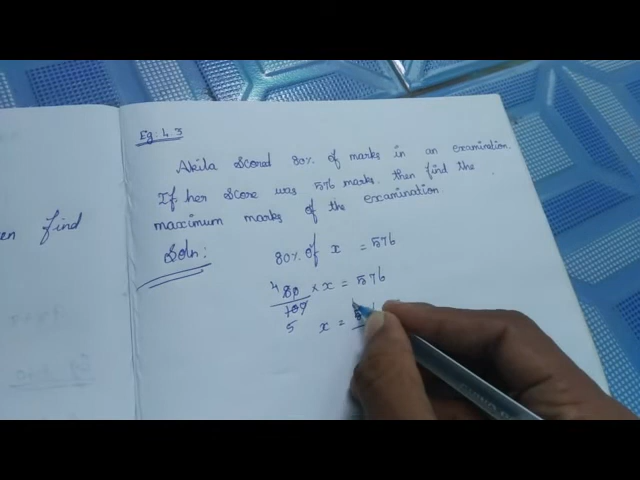 Eg: 4.3
Akila Scored 80% of marks in an examination.
If her Score was 576 marks. then find the
maximum marks of the examination
en find
Soln:
80% of x = 576
4 80 × x = 576
100
5 x =